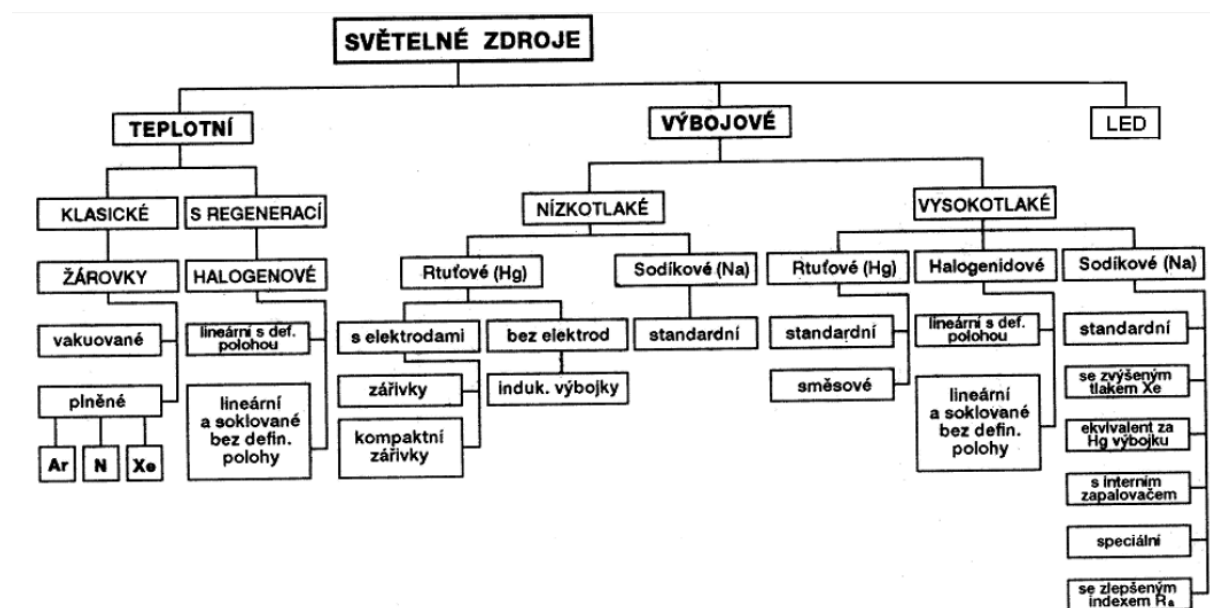 SVĚTELNÉ ZDROJE
TEPLOTNÍ
VÝBOJOVÉ
LED
KLASICKÉ
S REGENERACÍ
NÍZKOTLAKÉ
VYSOKOTLAKÉ
ŽÁROVKY
HALOGENOVÉ
Rtuťové (Hg)
Sodíkové (Na)
Rtuťové (Hg)
Halogenidové
Sodíkové (Na)
vakuované
lineární s def.
polohou
s elektrodami
bez elektrod
standardní
standardní
lineární s def.
polohou
standardní
plněné
lineární
a soklované
bez defin.
polohy
zářivky
induk. výbojky
směsové
lineární
a soklované
bez defin.
polohy
se zvýšeným
tlakem Xe
Ar
N
Xe
kompaktní
zářivky
ekvivalent za
Hg výbojku
s interním
zapalovačem
speciální
se zlepšeným
indexem Ra